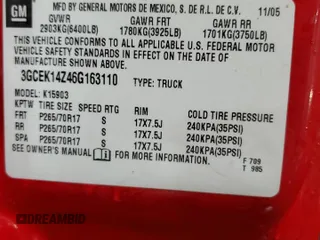 GM
MFD BY GENERAL MOTORS DE MEXICO, S. DE R.L. DE C.V. 11/05
GVWR GAWR FRT GAWR RR
2903KG(6400LB) 1780KG(3925LB) 1701KG(3750LB)
THIS VEHICLE CONFORMS TO ALL APPLICABLE U.S. FEDERAL MOTOR
VEHICLE SAFETY STANDARDS IN EFFECT ON THE DATE OF
MANUFACTURE SHOWN ABOVE.
3GCEK14Z46G163110 TYPE: TRUCK
MODEL: K15903
KPTW TIRE SIZE SPEED RTG RIM COLD TIRE PRESSURE
FRT P265/70R17 S 17X7.5J 240KPA(35PSI)
RR P265/70R17 S 17X7.5J 240KPA(35PSI)
SPA P265/70R17 S 17X7.5J 240KPA(35PSI)
SEE OWNER'S MANUAL FOR MORE INFORMATION.
F 709
T 985
© DREAMBID